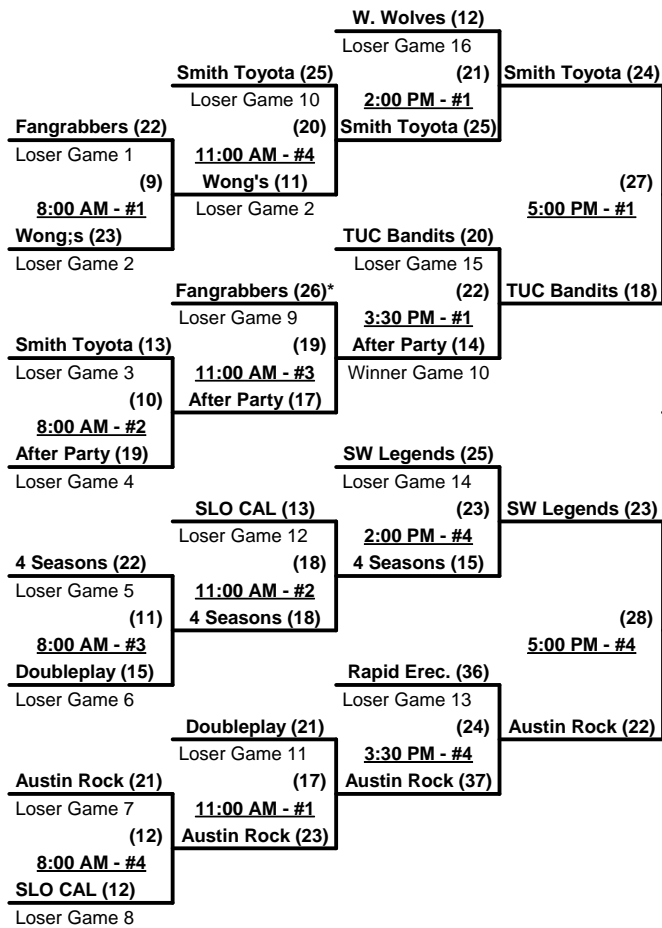 W. Wolves (12)
Loser Game 16
(21)
2:00 PM - #1
Smith Toyota (25)
Smith Toyota (24)
Smith Toyota (25)
Loser Game 10
(20)
11:00 AM - #4
Wong's (11)
Loser Game 2
Fangrabbers (22)
Loser Game 1
(9)
8:00 AM - #1
Wong;s (23)
Loser Game 2
(27)
5:00 PM - #1
TUC Bandits (20)
Loser Game 15
(22)
3:30 PM - #1
After Party (14)
Winner Game 10
TUC Bandits (18)
Fangrabbers (26)*
Loser Game 9
(19)
11:00 AM - #3
After Party (17)
Smith Toyota (13)
Loser Game 3
(10)
8:00 AM - #2
After Party (19)
Loser Game 4
SW Legends (25)
Loser Game 14
(23)
2:00 PM - #4
4 Seasons (15)
SW Legends (23)
SLO CAL (13)
Loser Game 12
(18)
11:00 AM - #2
4 Seasons (18)
4 Seasons (22)
Loser Game 5
(11)
8:00 AM - #3
Doubleplay (15)
Loser Game 6
(28)
5:00 PM - #4
Rapid Erec. (36)
Loser Game 13
(24)
3:30 PM - #4
Austin Rock (37)
Austin Rock (22)
Doubleplay (21)
Loser Game 11
(17)
11:00 AM - #1
Austin Rock (23)
Austin Rock (21)
Loser Game 7
(12)
8:00 AM - #4
SLO CAL (12)
Loser Game 8